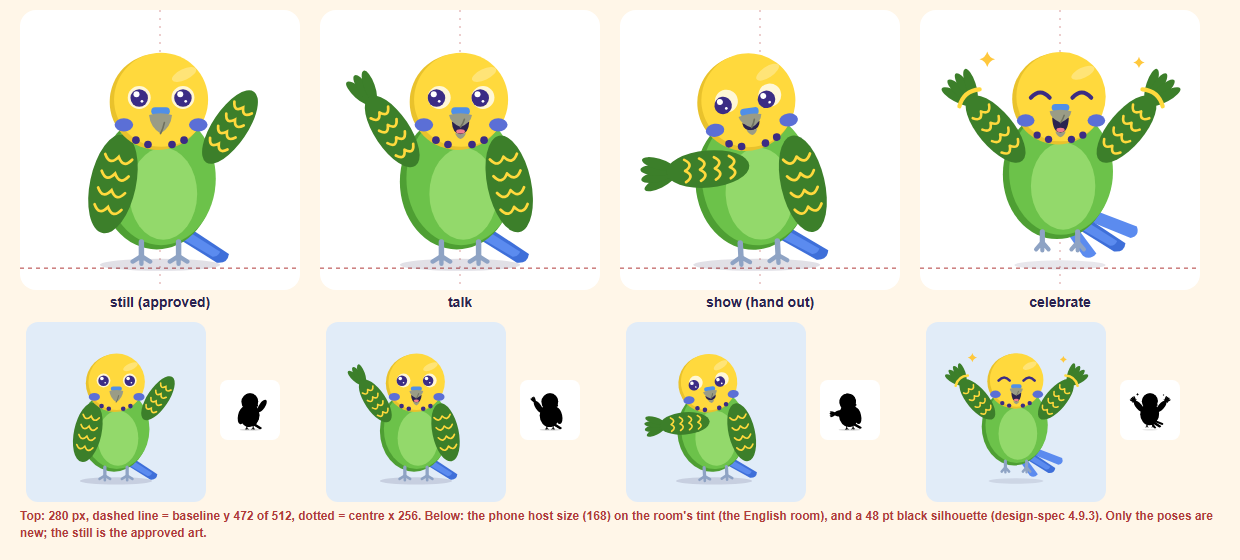 still (approved)
talk
show (hand out)
celebrate
Top: 280 px, dashed line = baseline y 472 of 512, dotted = centre x 256. Below: the phone host size (168) on the room's tint (the English room), and a 48 pt black silhouette (design-spec 4.9.3). Only the poses are
new; the still is the approved art.